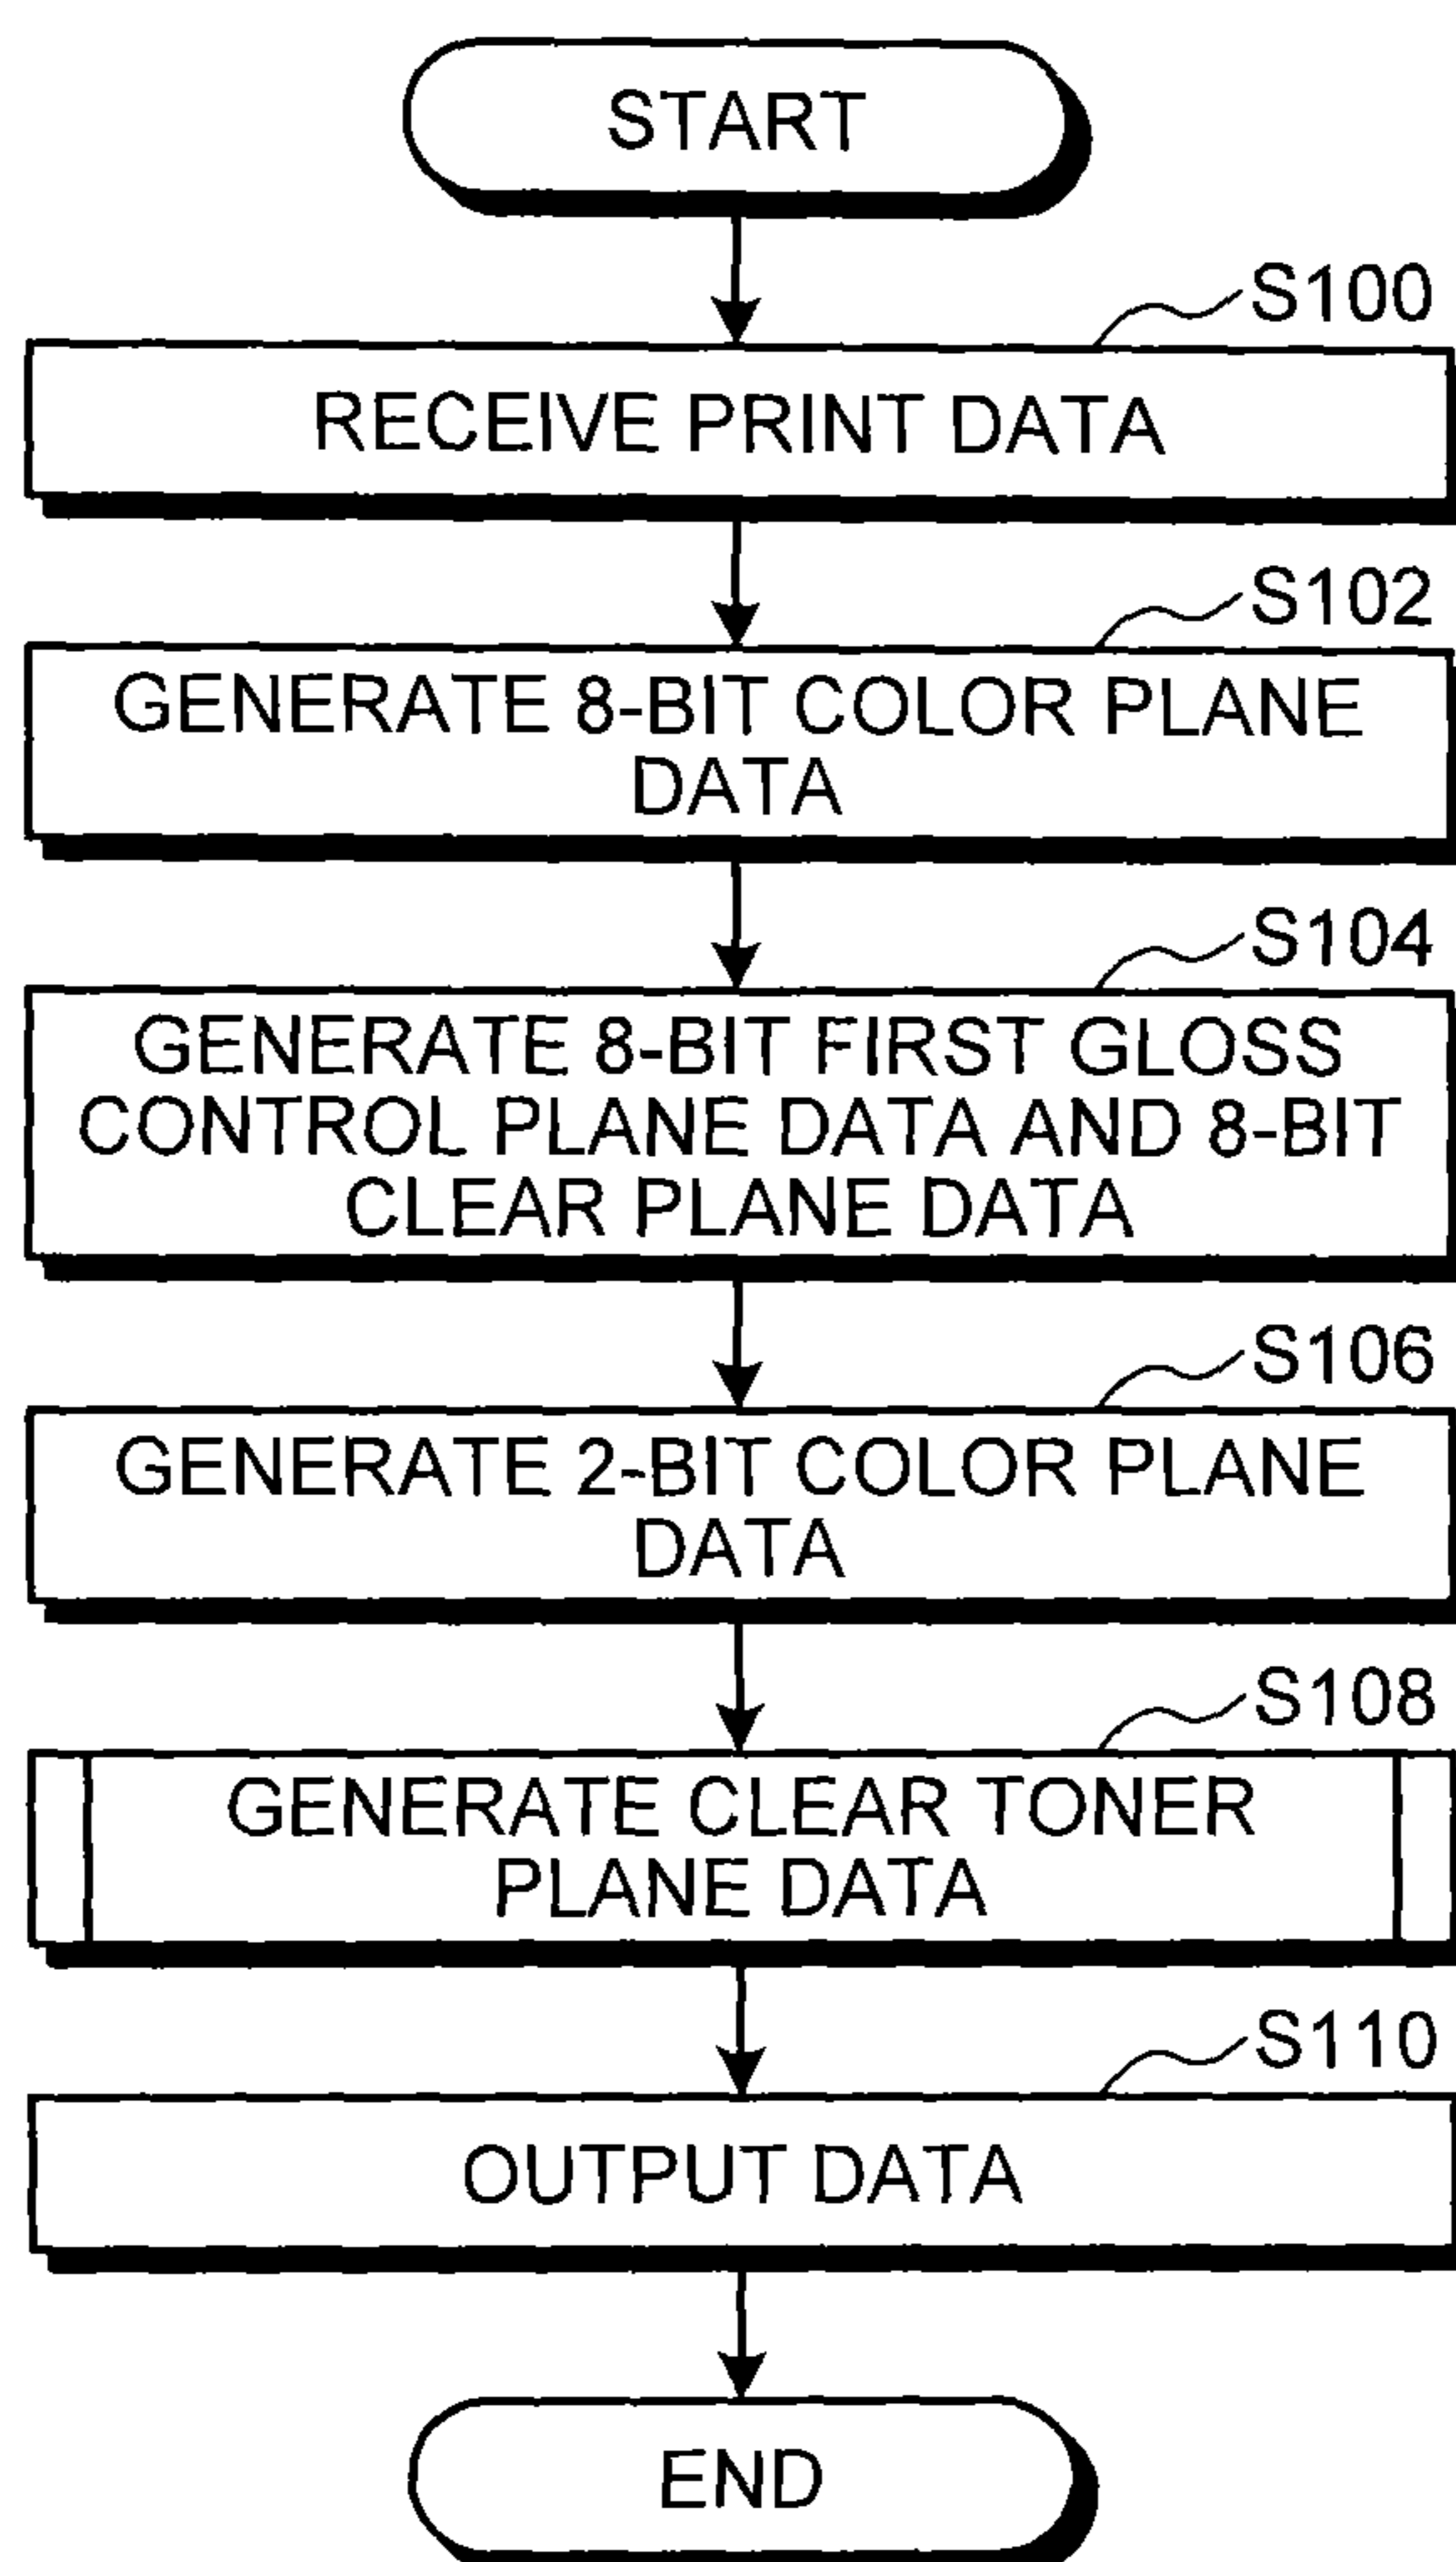 START
S100
RECEIVE PRINT DATA
S102
GENERATE 8-BIT COLOR PLANE
DATA
S104
GENERATE 8-BIT FIRST GLOSS
CONTROL PLANE DATA AND 8-BIT
CLEAR PLANE DATA
S106
GENERATE 2-BIT COLOR PLANE
DATA
S108
GENERATE CLEAR TONER
PLANE DATA
S110
OUTPUT DATA
END